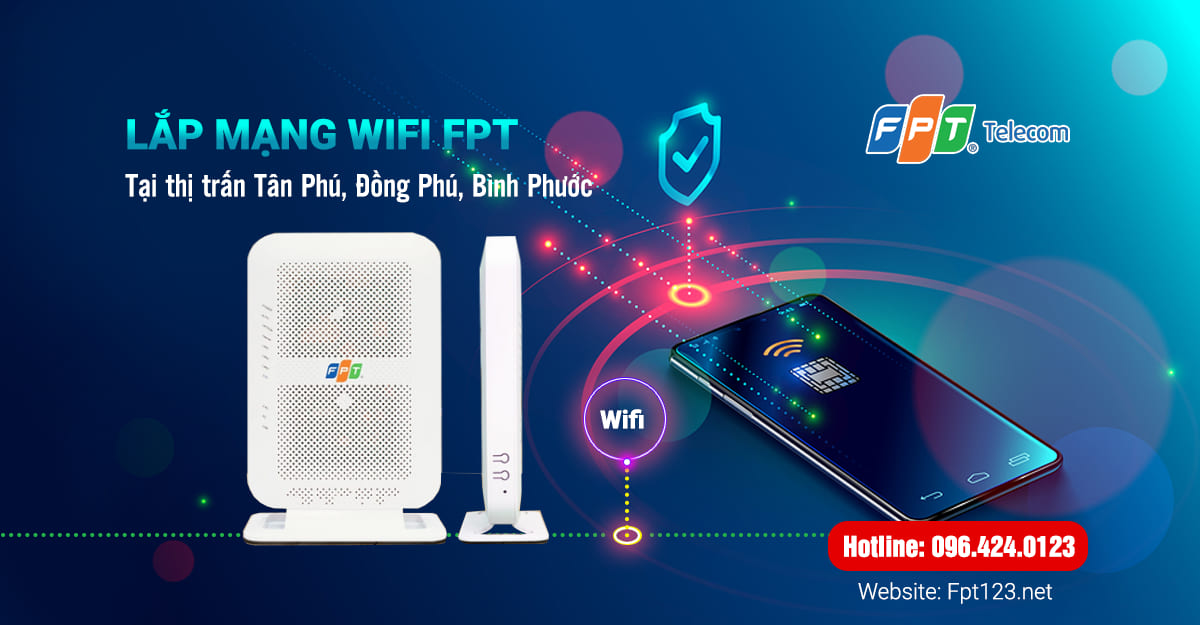 LẮP MẠNG WIFI FPT
Tại thị trấn Tân Phú, Đồng Phú, Bình Phước
FPT® Telecom
FPT
Wifi
Hotline: 096.424.0123
Website: Fpt123.net